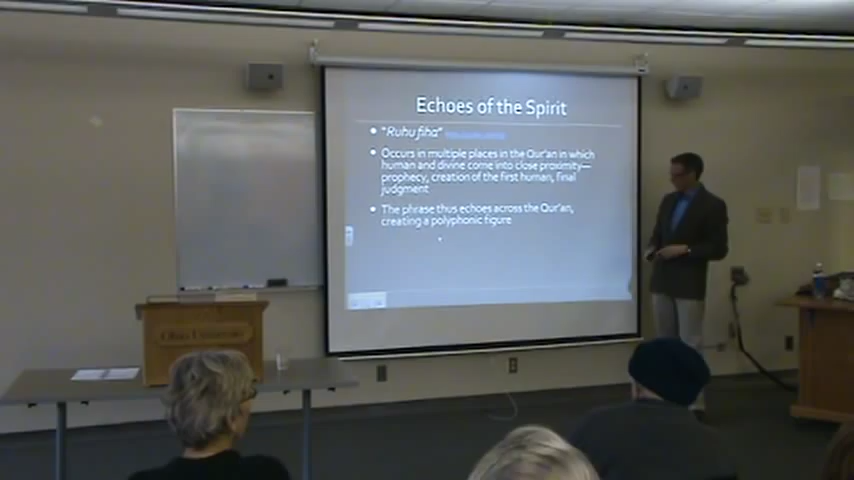 Echoes of the Spirit
• "Ruhu fiha"
• Occurs in multiple places in the Qur'an in which
human and divine come into close proximity—
prophecy, creation of the first human, final
judgment
• The phrase thus echoes across the Qur'an,
creating a polyphonic figure
Ohio University